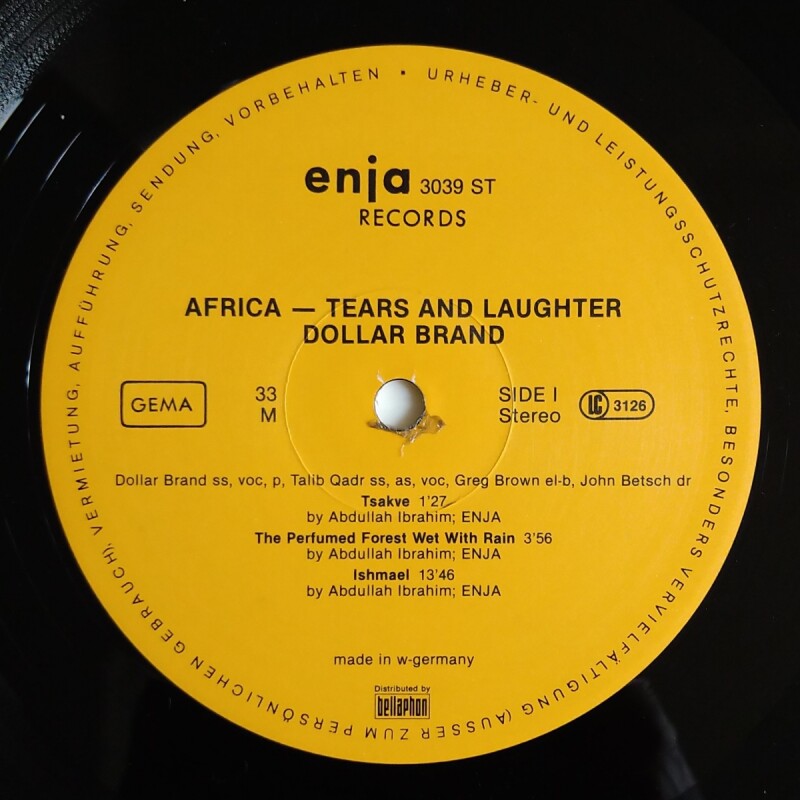 URHEBER- UND LEISTUNGSSCHUTZRECHTE, BESONDERS VERVIELFÄLTIGUNG (AUSSER ZUM PERSÖNLICHEN GEBRAUCH), VERMIETUNG, AUFFÜHRUNG, SENDUNG, VORBEHALTEN •
enja 3039 ST
RECORDS
AFRICA — TEARS AND LAUGHTER
DOLLAR BRAND
GEMA
33
M
SIDE I
Stereo
LC 3126
Dollar Brand ss, voc, p, Talib Qadr ss, as, voc, Greg Brown el-b, John Betsch dr
Tsakve 1'27
by Abdullah Ibrahim; ENJA
The Perfumed Forest Wet With Rain 3'56
by Abdullah Ibrahim; ENJA
Ishmael 13'46
by Abdullah Ibrahim; ENJA
made in w-germany
Distributed by
bellaphon